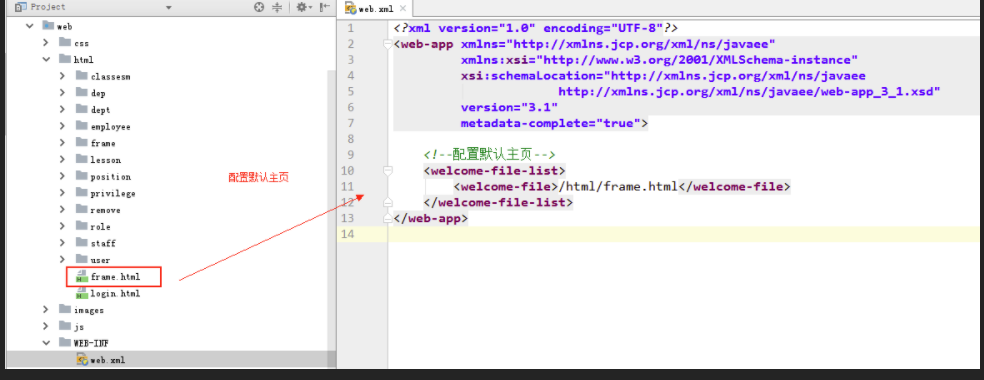 Project
web
css
html
classesm
dep
dept
employee
frame
lesson
position
privilege
remove
role
staff
user
frame.html
login.html
images
js
WEB-INF
web.xml
配置默认主页
web.xml
1 <?xml version="1.0" encoding="UTF-8"?>
2 <web-app xmlns="http://xmlns.jcp.org/xml/ns/javaee"
3 xmlns:xsi="http://www.w3.org/2001/XMLSchema-instance"
4 xsi:schemaLocation="http://xmlns.jcp.org/xml/ns/javaee
5 http://xmlns.jcp.org/xml/ns/javaee/web-app_3_1.xsd"
6 version="3.1"
7 metadata-complete="true">
8
9 <!--配置默认主页-->
10 <welcome-file-list>
11 <welcome-file>/html/frame.html</welcome-file>
12 </welcome-file-list>
13 </web-app>
14